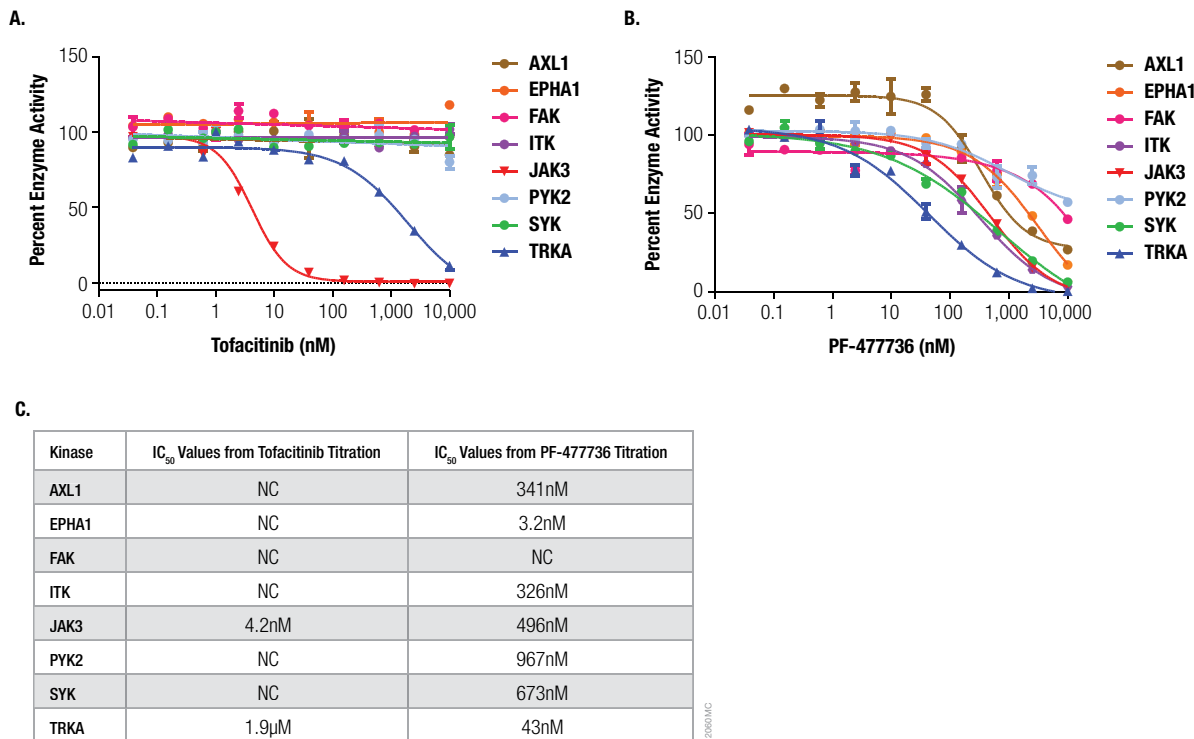 A.
Percent Enzyme Activity
150
100
50
0
0.01
0.1
1
10
100
1,000
10,000
Tofacitinib (nM)
AXL1
EPHA1
FAK
ITK
JAK3
PYK2
SYK
TRKA
B.
Percent Enzyme Activity
150
100
50
0
0.01
0.1
1
10
100
1,000
10,000
PF-477736 (nM)
AXL1
EPHA1
FAK
ITK
JAK3
PYK2
SYK
TRKA
C.
Kinase IC50 Values from Tofacitinib Titration IC50 Values from PF-477736 Titration
AXL1 NC 341nM
EPHA1 NC 3.2nM
FAK NC NC
ITK NC 326nM
JAK3 4.2nM 496nM
PYK2 NC 967nM
SYK NC 673nM
TRKA 1.9µM 43nM
2060MC